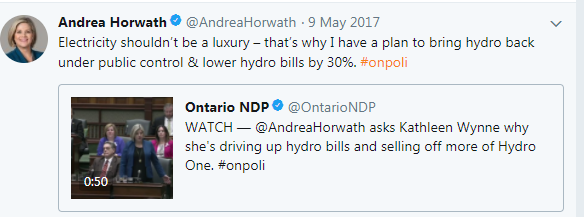 Andrea Horwath @AndreaHorwath · 9 May 2017
Electricity shouldn't be a luxury – that's why I have a plan to bring hydro back
under public control & lower hydro bills by 30%. #onpoli
Ontario NDP @OntarioNDP
WATCH — @AndreaHorwath asks Kathleen Wynne why
she's driving up hydro bills and selling off more of Hydro
One. #onpoli
0:50